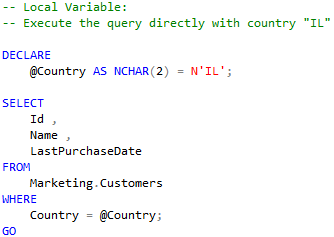 -- Local Variable:
-- Execute the query directly with country "IL"
DECLARE
@Country AS NCHAR(2) = N'IL';
SELECT
Id ,
Name ,
LastPurchaseDate
FROM
Marketing.Customers
WHERE
Country = @Country;
GO